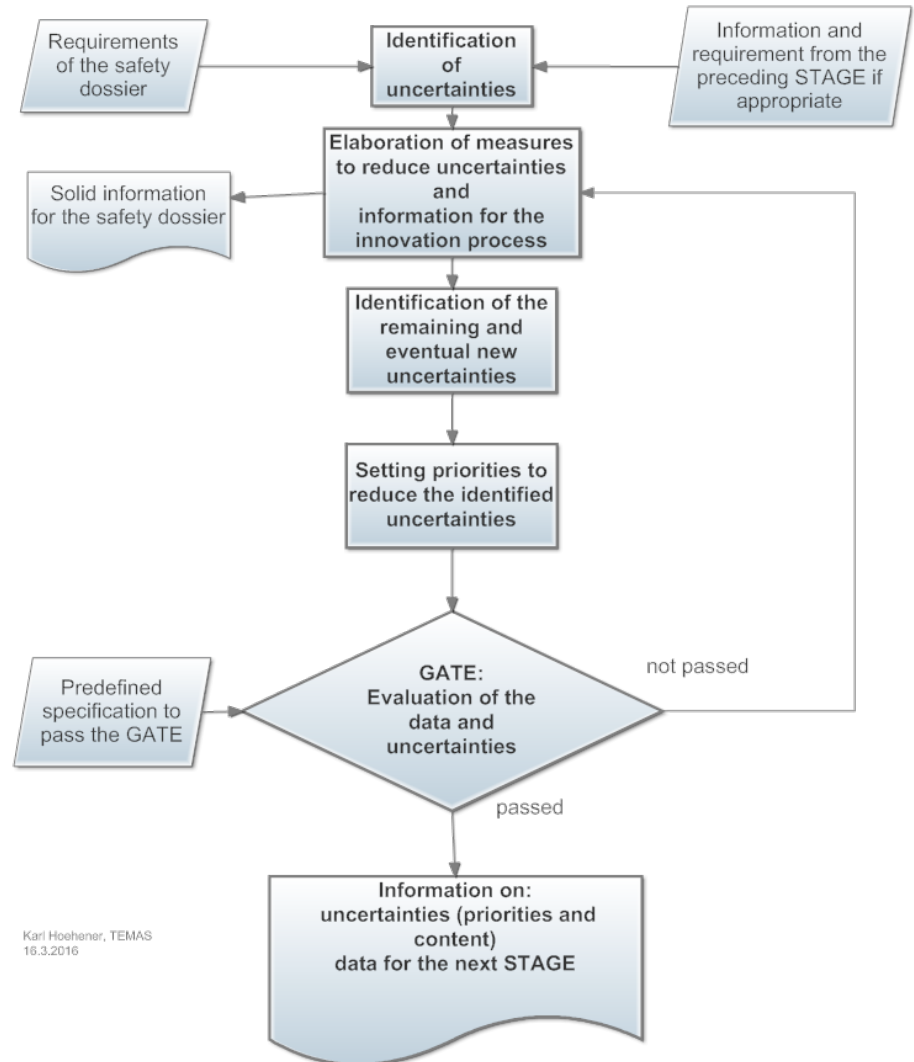 Requirements
of the safety
dossier
Identification
of
uncertainties
Information and
requirement from the
preceding STAGE if
appropriate
Elaboration of measures
to reduce uncertainties
and
information for the
innovation process
Solid information
for the safety dossier
Identification of the
remaining and
eventual new
uncertainties
Setting priorities to
reduce the identified
uncertainties
GATE:
Evaluation of the
data and
uncertainties
not passed
Predefined
specification to
pass the GATE
passed
Information on:
uncertainties (priorities and
content)
data for the next STAGE
Karl Hoehener, TEMAS
16.3.2016